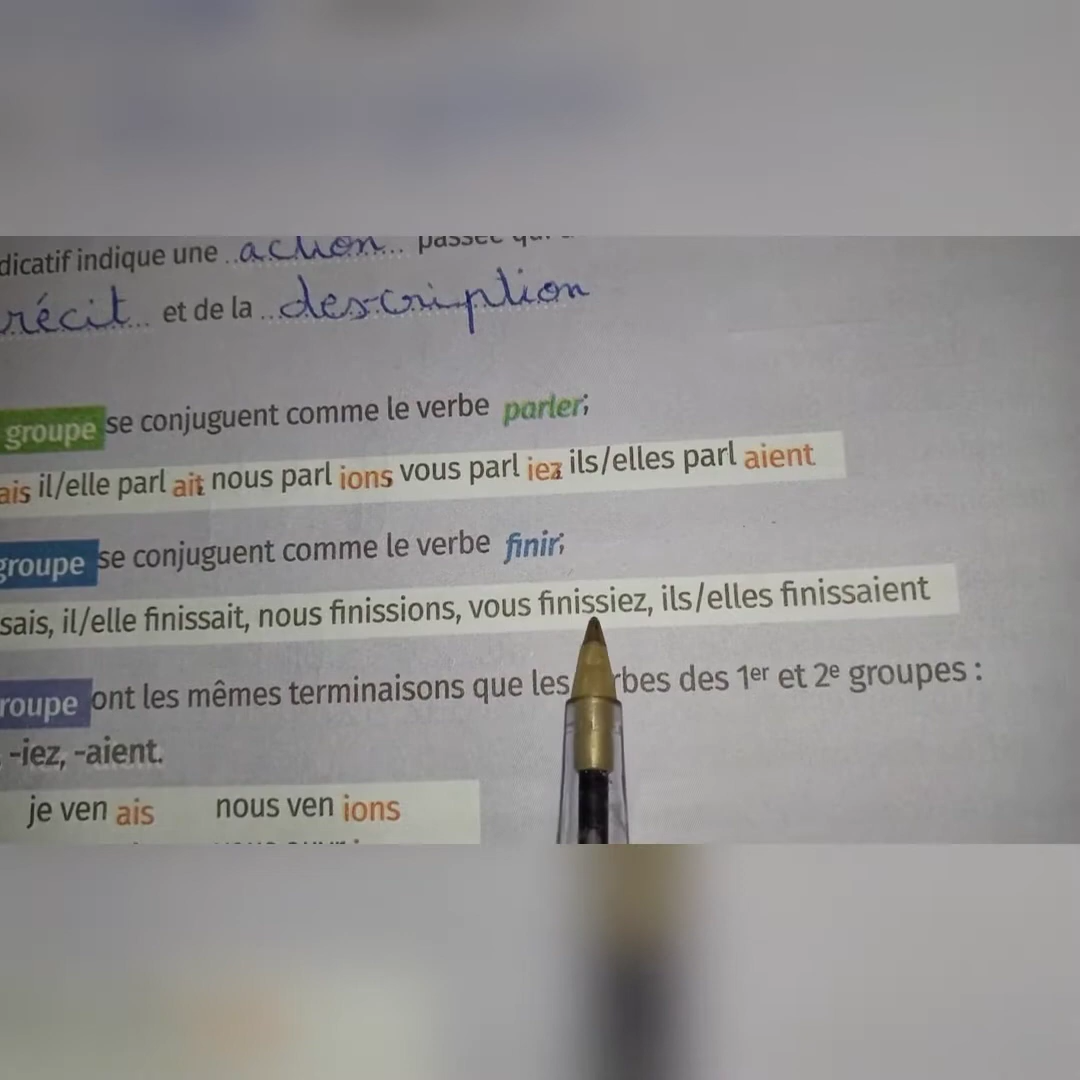 dicatif indique une ..action... passée
récit... et de la ..description
groupe se conjuguent comme le verbe parler;
ais il/elle parl ait nous parl ions vous parl iez ils/elles parl aient
groupe se conjuguent comme le verbe finir;
sais, il/elle finissait, nous finissions, vous finissiez, ils/elles finissaient
roupe ont les mêmes terminaisons que les rbes des 1er et 2e groupes :
-iez, -aient.
je ven ais nous ven ions